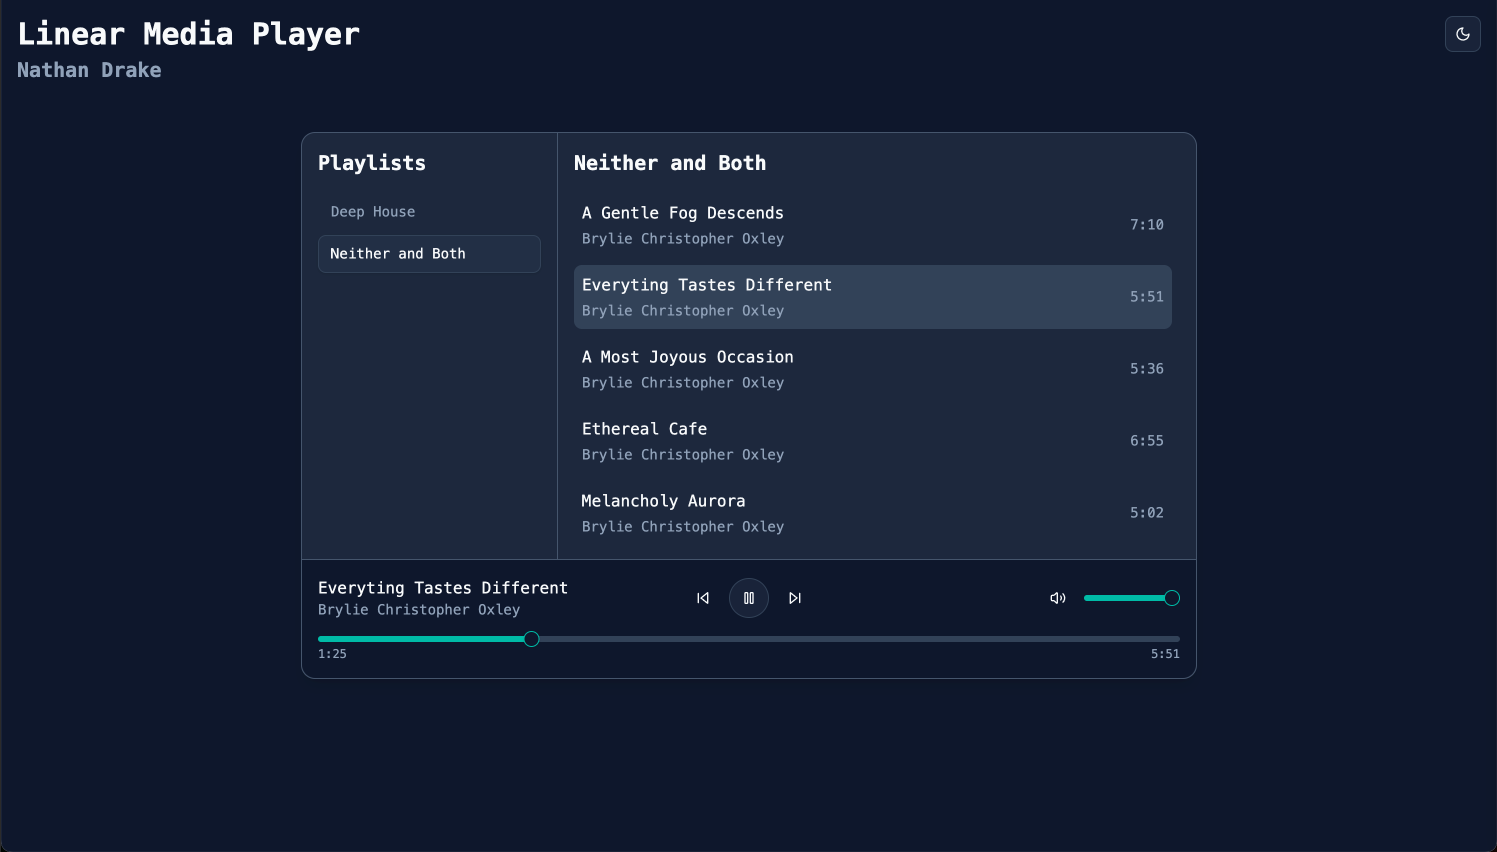 Linear Media Player
Nathan Drake
Playlists
Deep House
Neither and Both
Neither and Both
A Gentle Fog Descends
Brylie Christopher Oxley
7:10
Everyting Tastes Different
Brylie Christopher Oxley
5:51
A Most Joyous Occasion
Brylie Christopher Oxley
5:36
Ethereal Cafe
Brylie Christopher Oxley
6:55
Melancholy Aurora
Brylie Christopher Oxley
5:02
Everyting Tastes Different
Brylie Christopher Oxley
1:25
5:51